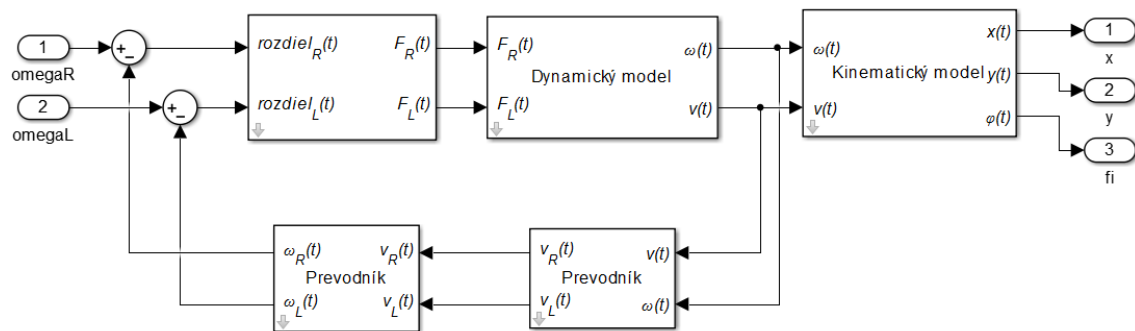 1
omegaR
2
omegaL
+
−
+
−
rozdiel_R(t)
rozdiel_L(t)
F_R(t)
F_L(t)
F_R(t)
F_L(t)
Dynamický model
ω(t)
v(t)
ω(t)
v(t)
Kinematický model
x(t)
y(t)
φ(t)
1
x
2
y
3
fi
ω_R(t)
ω_L(t)
Prevodník
v_R(t)
v_L(t)
v_R(t)
v_L(t)
Prevodník
v(t)
ω(t)